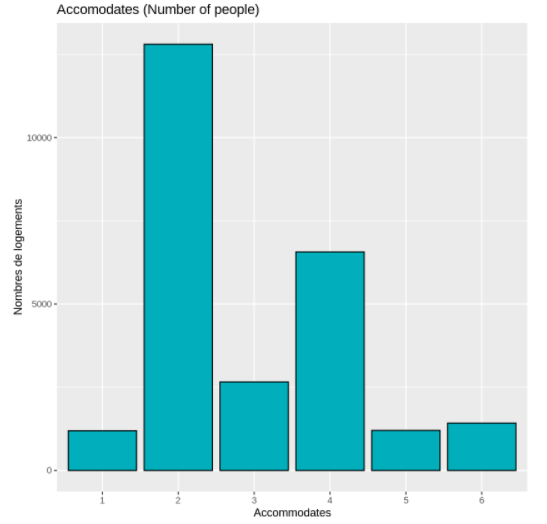 Accomodates (Number of people)
Nombres de logements
10000
5000
0
1 2 3 4 5 6
Accommodates